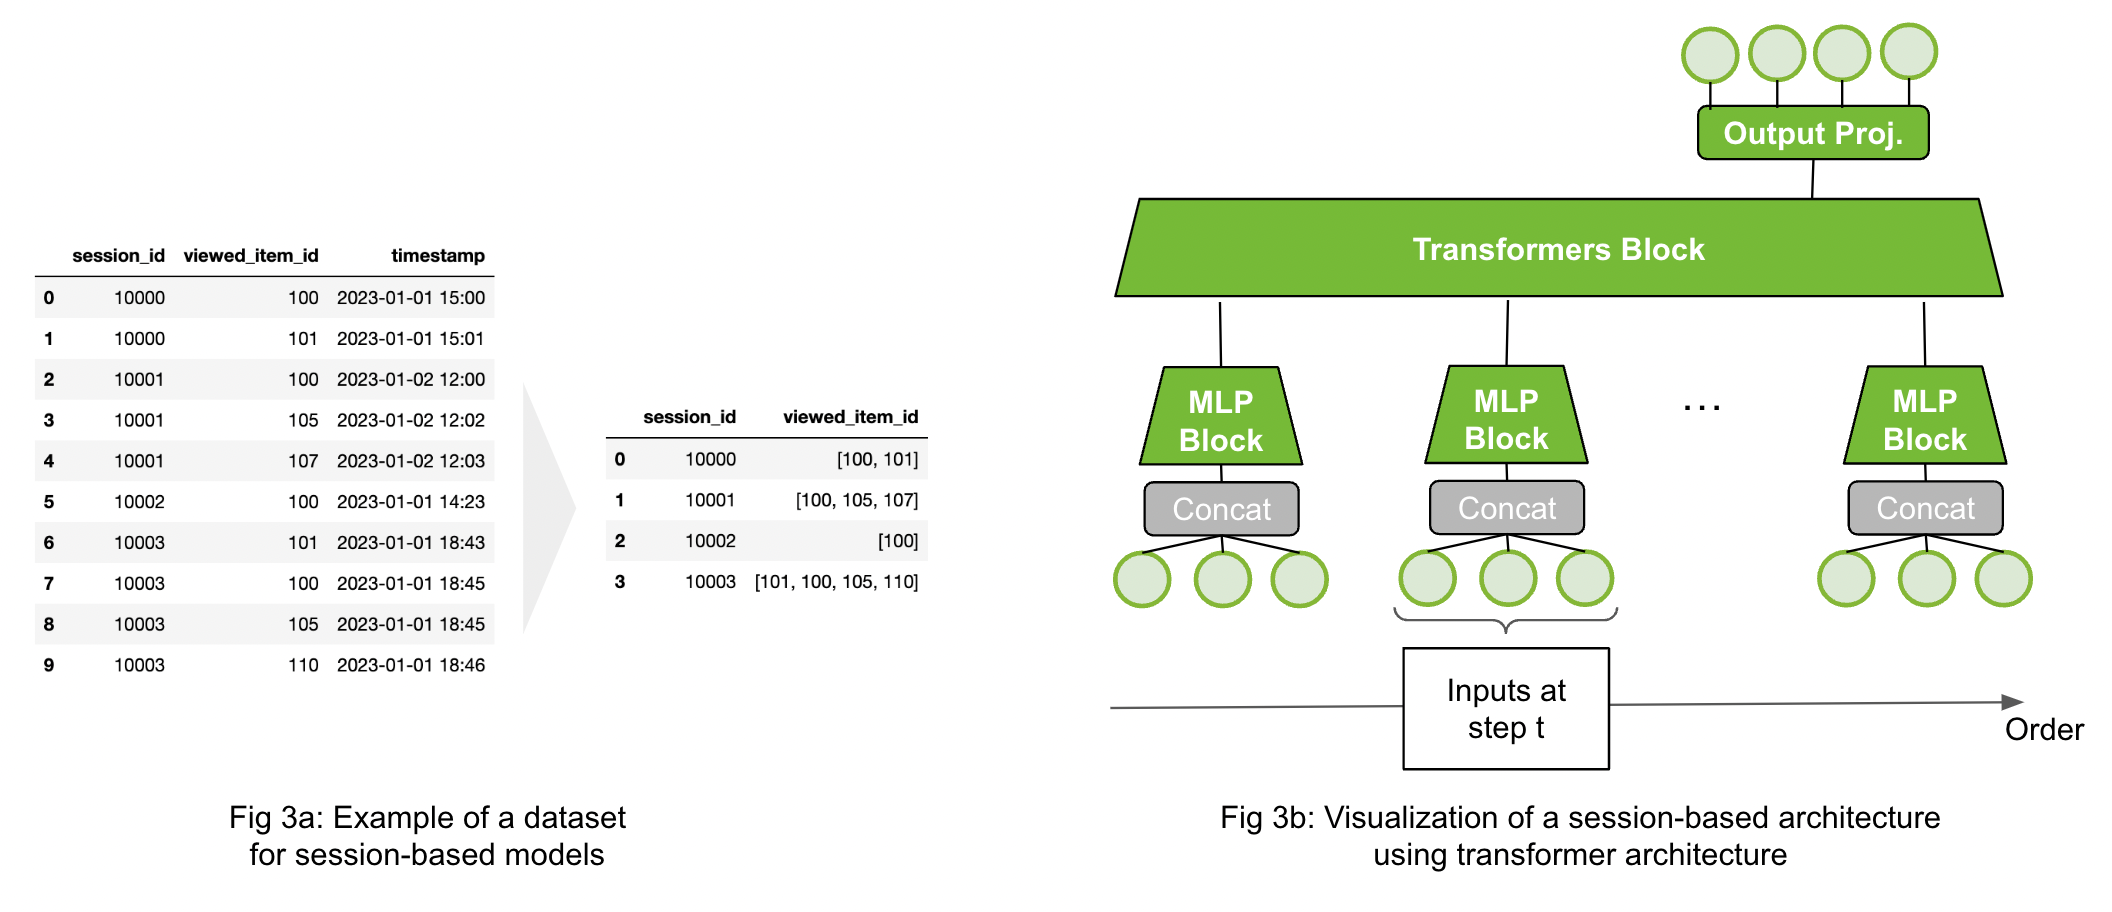 session_id viewed_item_id timestamp
0 10000 100 2023-01-01 15:00
1 10000 101 2023-01-01 15:01
2 10001 100 2023-01-02 12:00
3 10001 105 2023-01-02 12:02
4 10001 107 2023-01-02 12:03
5 10002 100 2023-01-01 14:23
6 10003 101 2023-01-01 18:43
7 10003 100 2023-01-01 18:45
8 10003 105 2023-01-01 18:45
9 10003 110 2023-01-01 18:46
session_id viewed_item_id
0 10000 [100, 101]
1 10001 [100, 105, 107]
2 10002 [100]
3 10003 [101, 100, 105, 110]
Fig 3a: Example of a dataset
for session-based models
Output Proj.
Transformers Block
MLP
Block
MLP
Block
...
MLP
Block
Concat
Concat
Concat
Inputs at
step t
Order
Fig 3b: Visualization of a session-based architecture
using transformer architecture